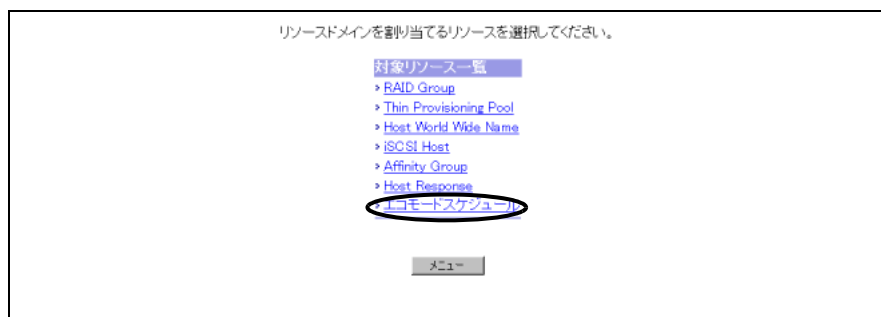 リソースドメインを割り当てるリソースを選択してください。
対象リソース一覧
> RAID Group
> Thin Provisioning Pool
> Host World Wide Name
> iSCSI Host
> Affinity Group
> Host Response
> エコモードスケジュール
メニュー